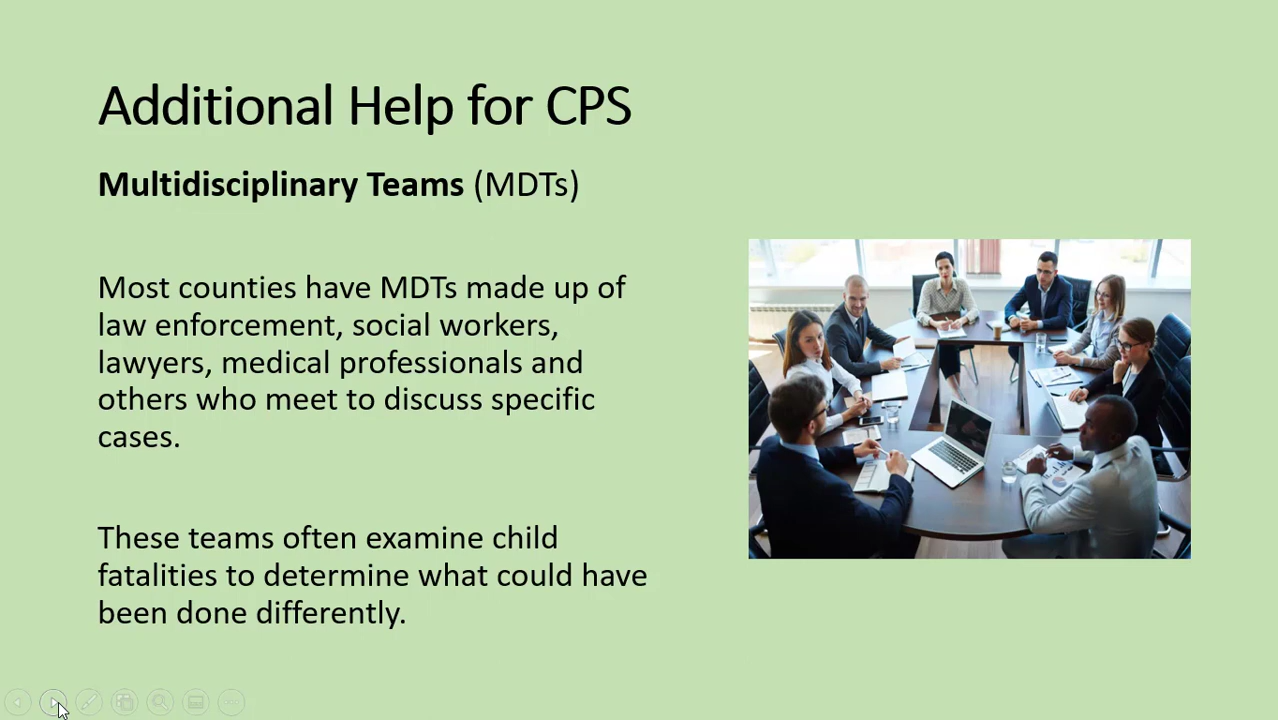 Additional Help for CPS
Multidisciplinary Teams (MDTs)
Most counties have MDTs made up of
law enforcement, social workers,
lawyers, medical professionals and
others who meet to discuss specific
cases.
These teams often examine child
fatalities to determine what could have
been done differently.